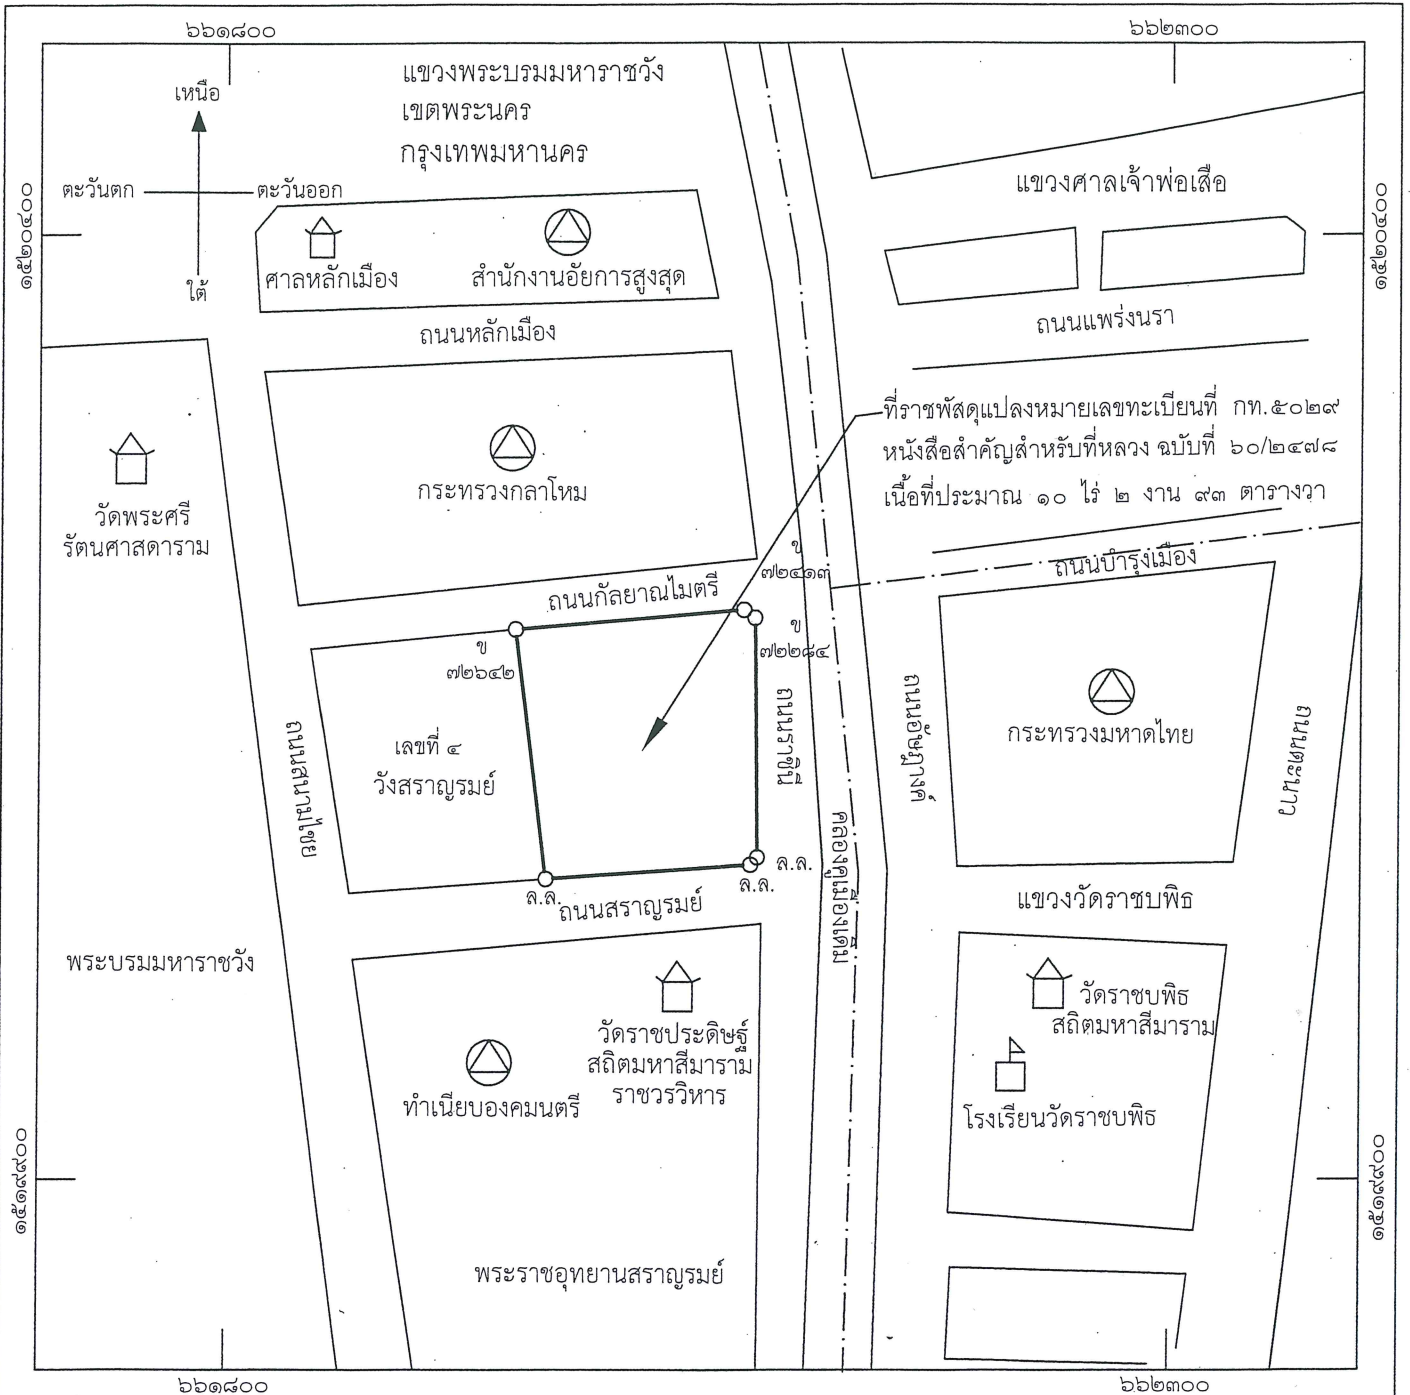 ๖๖๑๘๐๐
๖๖๒๓๐๐
แขวงพระบรมมหาราชวัง
เขตพระนคร
กรุงเทพมหานคร
เหนือ
ตะวันตก
ตะวันออก
ใต้
๑๕๒๐๔๐๐
๑๕๒๐๔๐๐
แขวงศาลเจ้าพ่อเสือ
ศาลหลักเมือง
สำนักงานอัยการสูงสุด
ถนนหลักเมือง
ถนนแพร่งนรา
ที่ราชพัสดุแปลงหมายเลขทะเบียนที่ กท.๕๐๒๙
หนังสือสำคัญสำหรับที่หลวง ฉบับที่ ๖๐/๒๔๗๘
เนื้อที่ประมาณ ๑๐ ไร่ ๒ งาน ๙๓ ตารางวา
กระทรวงกลาโหม
วัดพระศรี
รัตนศาสดาราม
ข
๗๒๔๑๓
ถนนบำรุงเมือง
ถนนกัลยาณไมตรี
ข
๗๒๒๘๔
ข
๗๒๖๔๒
ถนนสนามไชย
เลขที่ ๔
วังสราญรมย์
ถนนราชินี
ถนนอัษฎางค์
กระทรวงมหาดไทย
ถนนตะนาว
คลองคูเมืองเดิม
ล.ล.
ล.ล.
ล.ล.
ถนนสราญรมย์
แขวงวัดราชบพิธ
พระบรมมหาราชวัง
วัดราชประดิษฐ์
สถิตมหาสีมาราม
ราชวรวิหาร
วัดราชบพิธ
สถิตมหาสีมาราม
ทำเนียบองคมนตรี
โรงเรียนวัดราชบพิธ
๑๕๑๙๙๐๐
๑๕๑๙๙๐๐
พระราชอุทยานสราญรมย์
๖๖๑๘๐๐
๖๖๒๓๐๐